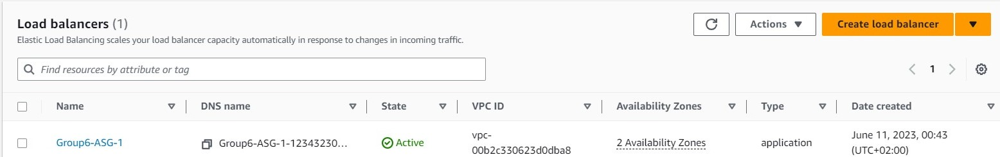 Load balancers (1)
Actions
Create load balancer
Elastic Load Balancing scales your load balancer capacity automatically in response to changes in incoming traffic.
Find resources by attribute or tag
1
Name DNS name State VPC ID Availability Zones Type Date created
Group6-ASG-1 Group6-ASG-1-12343230... Active vpc-
00b2c330623d0dba8 2 Availability Zones application June 11, 2023, 00:43
(UTC+02:00)